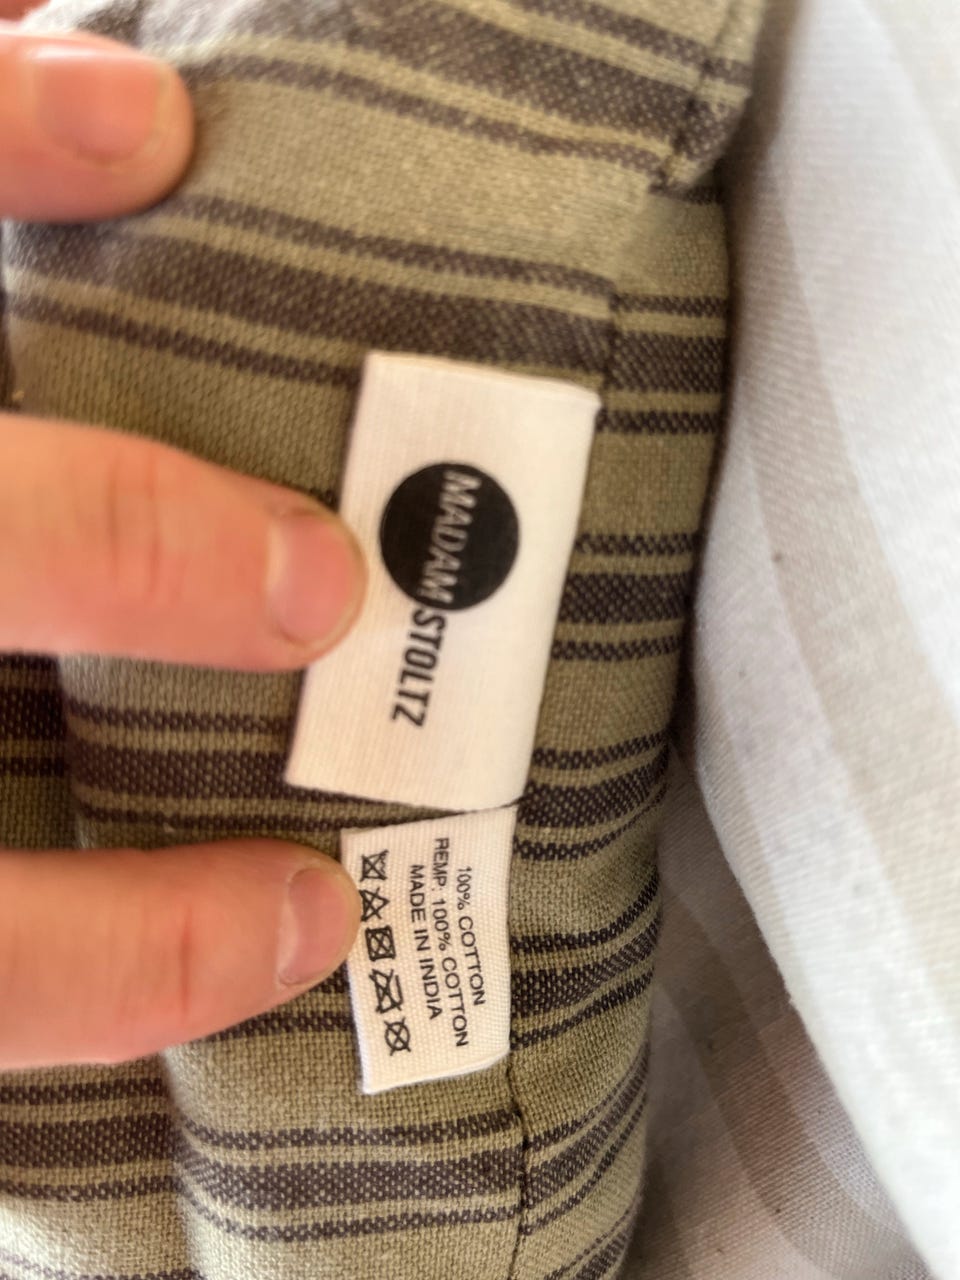 MADAM STOLTZ
100% COTTON
REMP: 100% COTTON
MADE IN INDIA